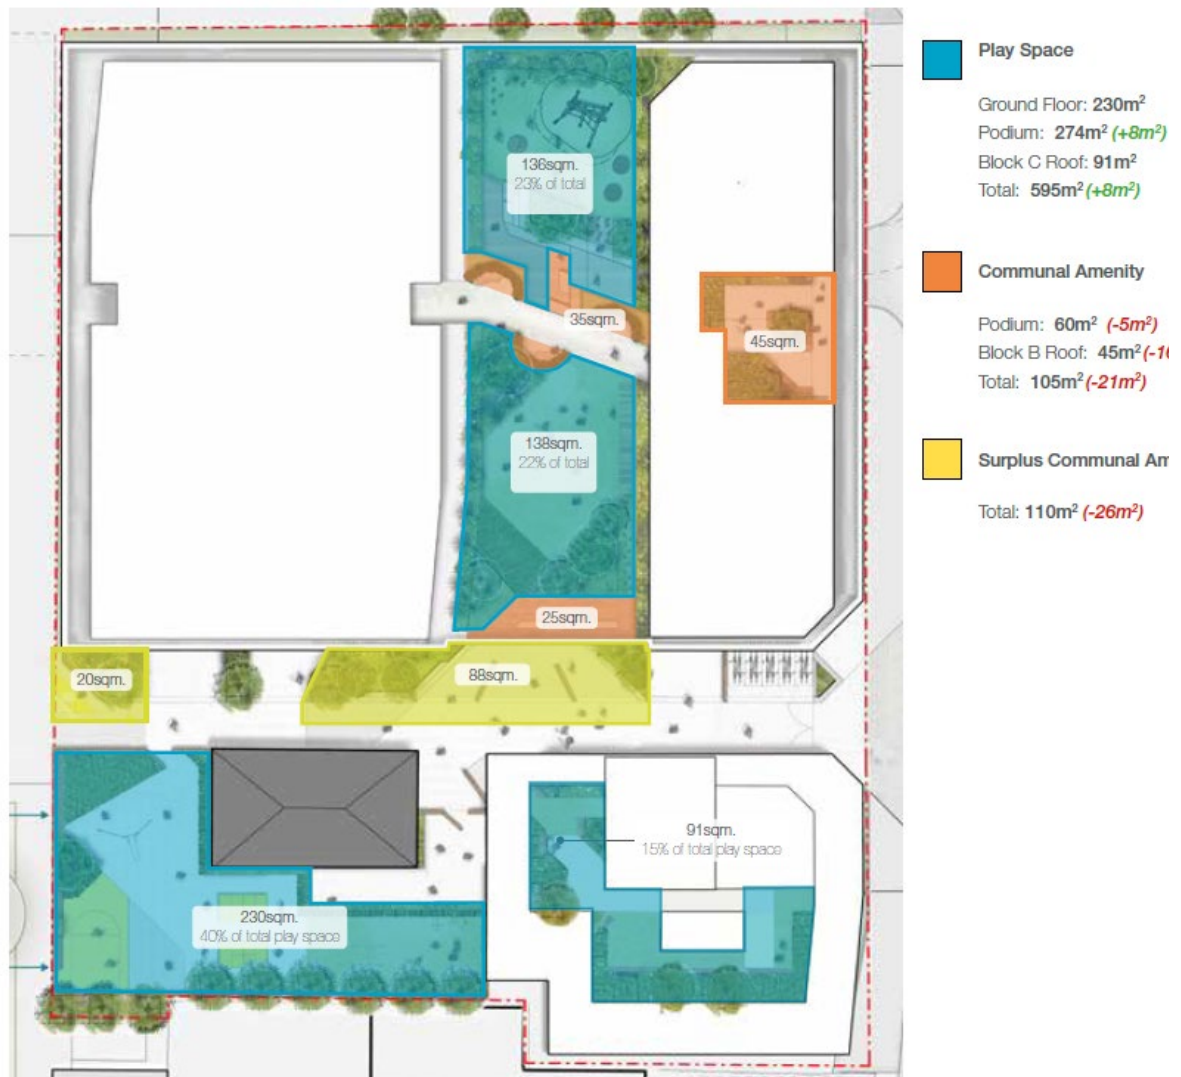 Play Space
Ground Floor: 230m²
Podium: 274m² (+8m²)
Block C Roof: 91m²
Total: 595m² (+8m²)
Communal Amenity
Podium: 60m² (-5m²)
Block B Roof: 45m² (-16
Total: 105m² (-21m²)
Surplus Communal Am
Total: 110m² (-26m²)
136sqm.
23% of total
35sqm.
45sqm.
138sqm.
22% of total
25sqm.
20sqm.
88sqm.
91sqm.
15% of total play space
230sqm.
40% of total play space